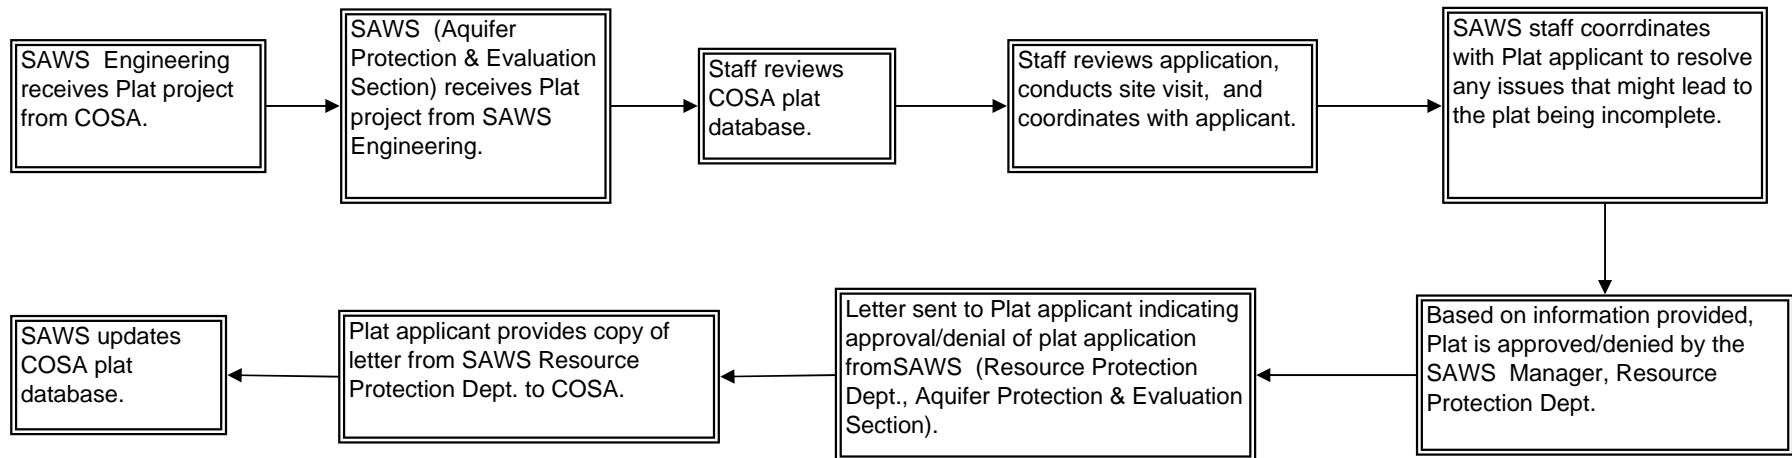 SAWS  Engineering
receives Plat project
from COSA.
SAWS  (Aquifer
Protection & Evaluation
Section) receives Plat
project from SAWS
Engineering.
Staff reviews
COSA plat
database.
Staff reviews application,
conducts site visit,  and
coordinates with applicant.
SAWS staff coorrdinates
with Plat applicant to resolve
any issues that might lead to
the plat being incomplete.
Based on information provided,
Plat is approved/denied by the
SAWS  Manager, Resource
Protection Dept.
Letter sent to Plat applicant indicating
approval/denial of plat application
fromSAWS  (Resource Protection
Dept., Aquifer Protection & Evaluation
Section).
Plat applicant provides copy of
letter from SAWS Resource
Protection Dept. to COSA.
SAWS updates
COSA plat
database.